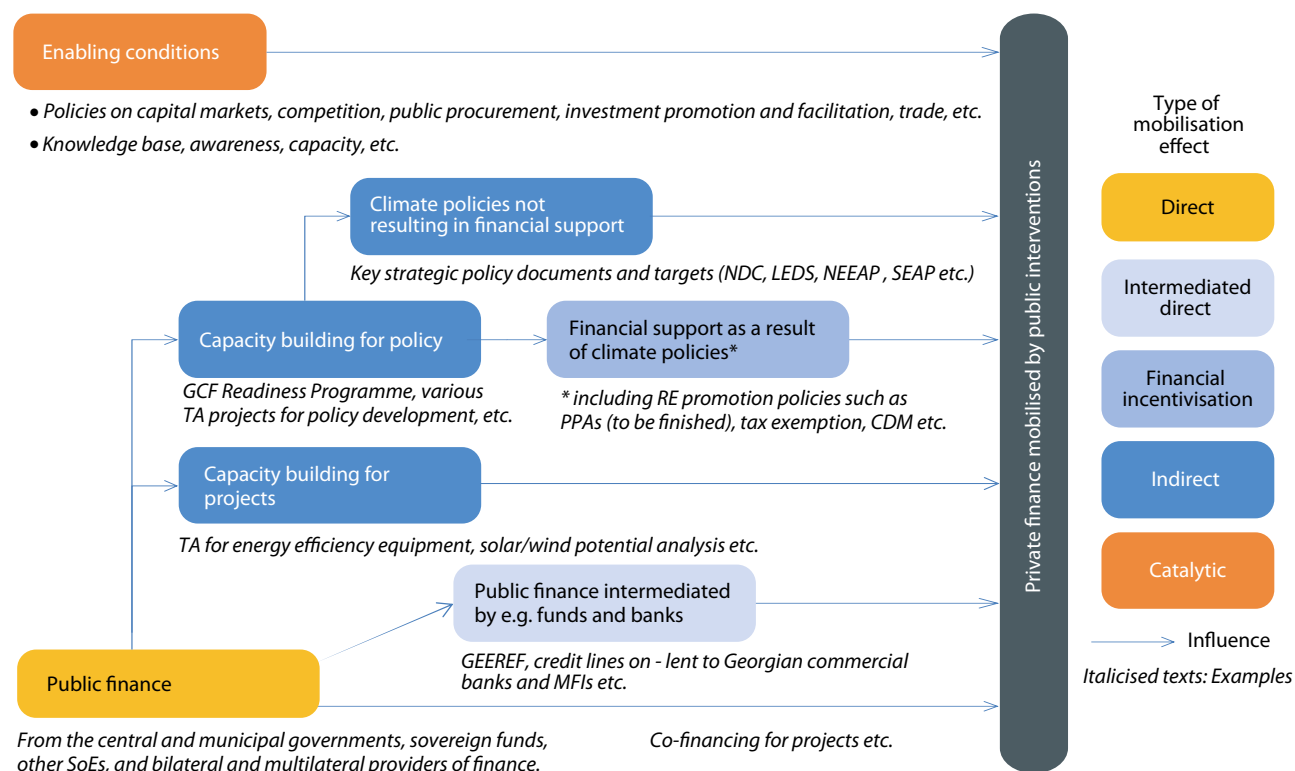 Enabling conditions
• Policies on capital markets, competition, public procurement, investment promotion and facilitation, trade, etc.
• Knowledge base, awareness, capacity, etc.
Climate policies not
resulting in financial support
Key strategic policy documents and targets (NDC, LEDS, NEEAP , SEAP etc.)
Capacity building for policy
GCF Readiness Programme, various
TA projects for policy development, etc.
Financial support as a result
of climate policies*
* including RE promotion policies such as
PPAs (to be finished), tax exemption, CDM etc.
Capacity building for
projects
TA for energy efficiency equipment, solar/wind potential analysis etc.
Public finance intermediated
by e.g. funds and banks
GEEREF, credit lines on - lent to Georgian commercial
banks and MFIs etc.
Public finance
From the central and municipal governments, sovereign funds,
other SoEs, and bilateral and multilateral providers of finance.
Co-financing for projects etc.
Private finance mobilised by public interventions
Type of
mobilisation
effect
Direct
Intermediated
direct
Financial
incentivisation
Indirect
Catalytic
Influence
Italicised texts: Examples